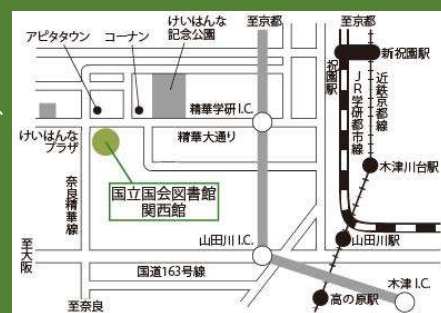 けいはんな
記念公園
至京都
至京都
アピタタウン
コーナン
新祝園駅
祝園駅
近鉄京都線
JR学研都市線
精華学研I.C.
精華大通り
けいはんな
プラザ
木津川台駅
国立国会図書館
関西館
奈良精華線
至大阪
山田川I.C.
山田川駅
国道163号線
木津I.C.
高の原駅
至奈良